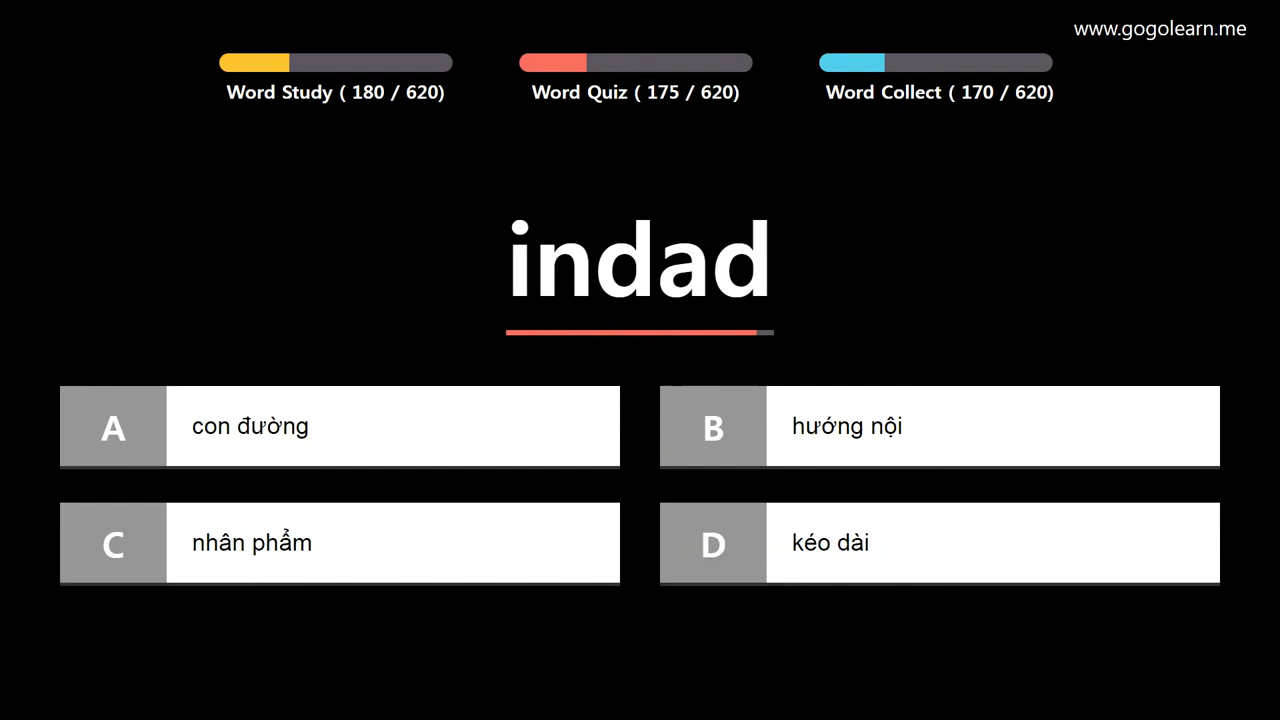 www.gogolearn.me
Word Study ( 180 / 620)
Word Quiz ( 175 / 620)
Word Collect ( 170 / 620)
indad
A
con đường
B
hướng nội
C
nhân phẩm
D
kéo dài